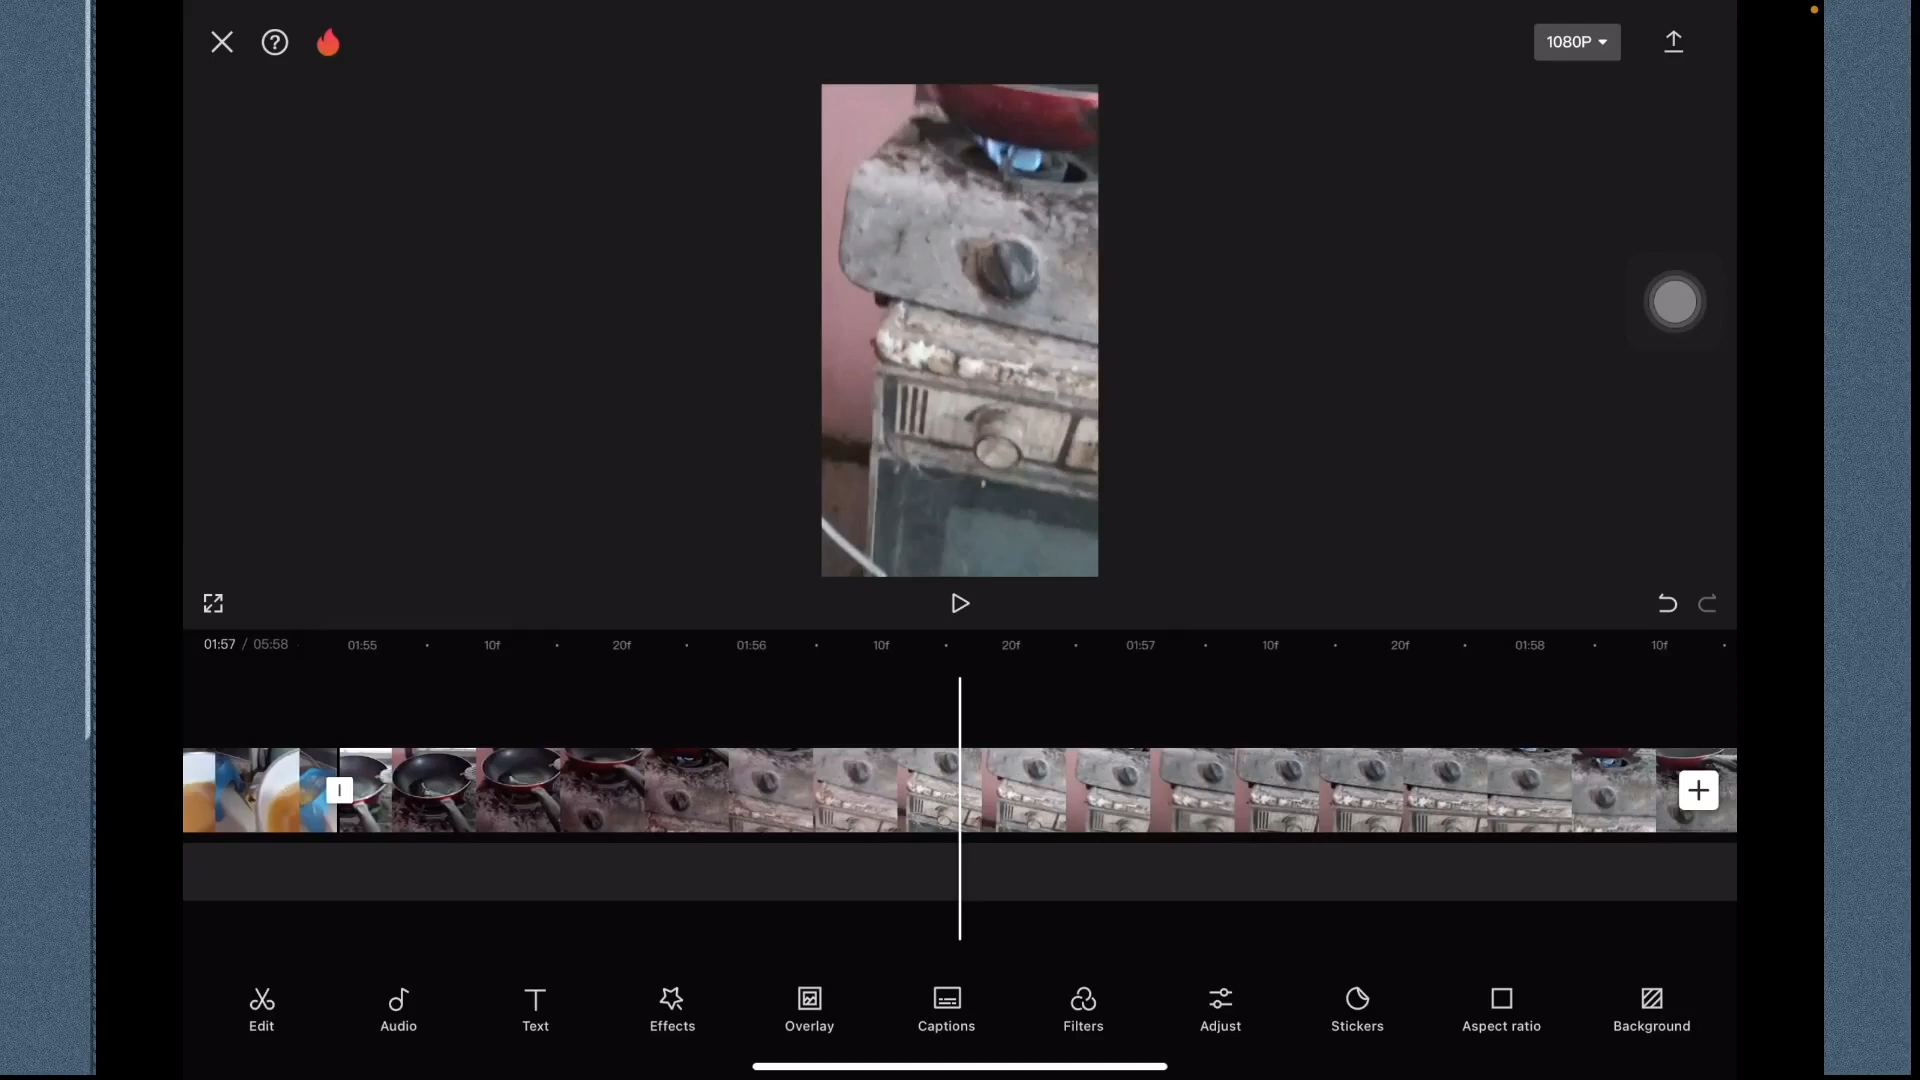 1080P
01:57 / 05:58 01:55 10f 20f 01:56 10f 20f 01:57 10f 20f 01:58 10f
Edit Audio Text Effects Overlay Captions Filters Adjust Stickers Aspect ratio Background